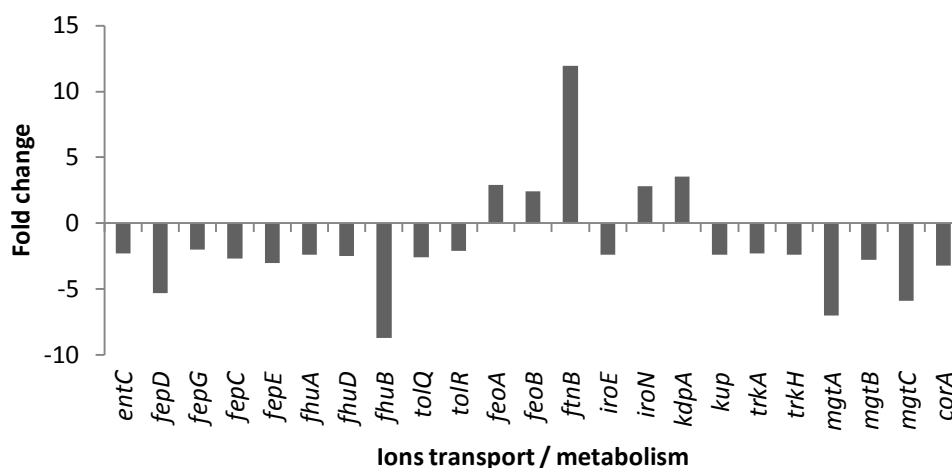 15
10
5
0
-5
-10
Fold change
entC
fepD
fepG
fepC
fepE
fhuA
fhuD
fhuB
tolQ
tolR
feoA
feoB
ftnB
iroE
iroN
kdpA
kup
trkA
trkH
mgtA
mgtB
mgtC
corA
Ions transport / metabolism